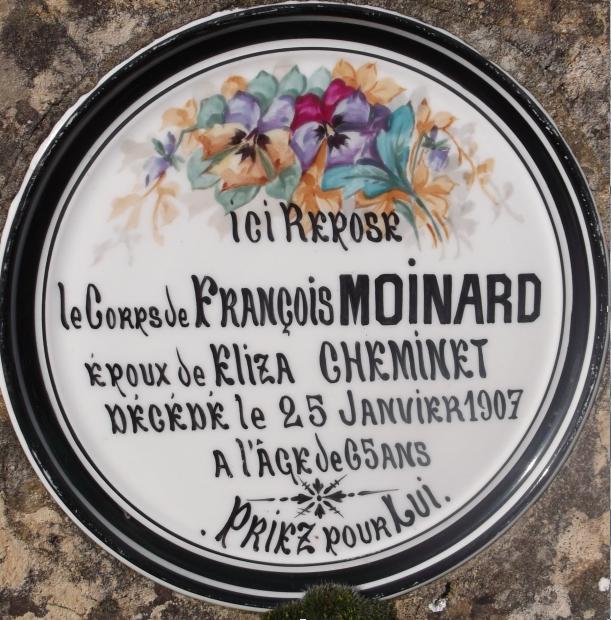 ICI REPOSE
le CORPS de FRANÇOIS MOINARD
ÉPOUX de ELIZA CHEMINET
DÉCÉDÉ le 25 JANVIER 1907
A l'ÂGE de 65 ANS
. PRIEZ POUR LUI .